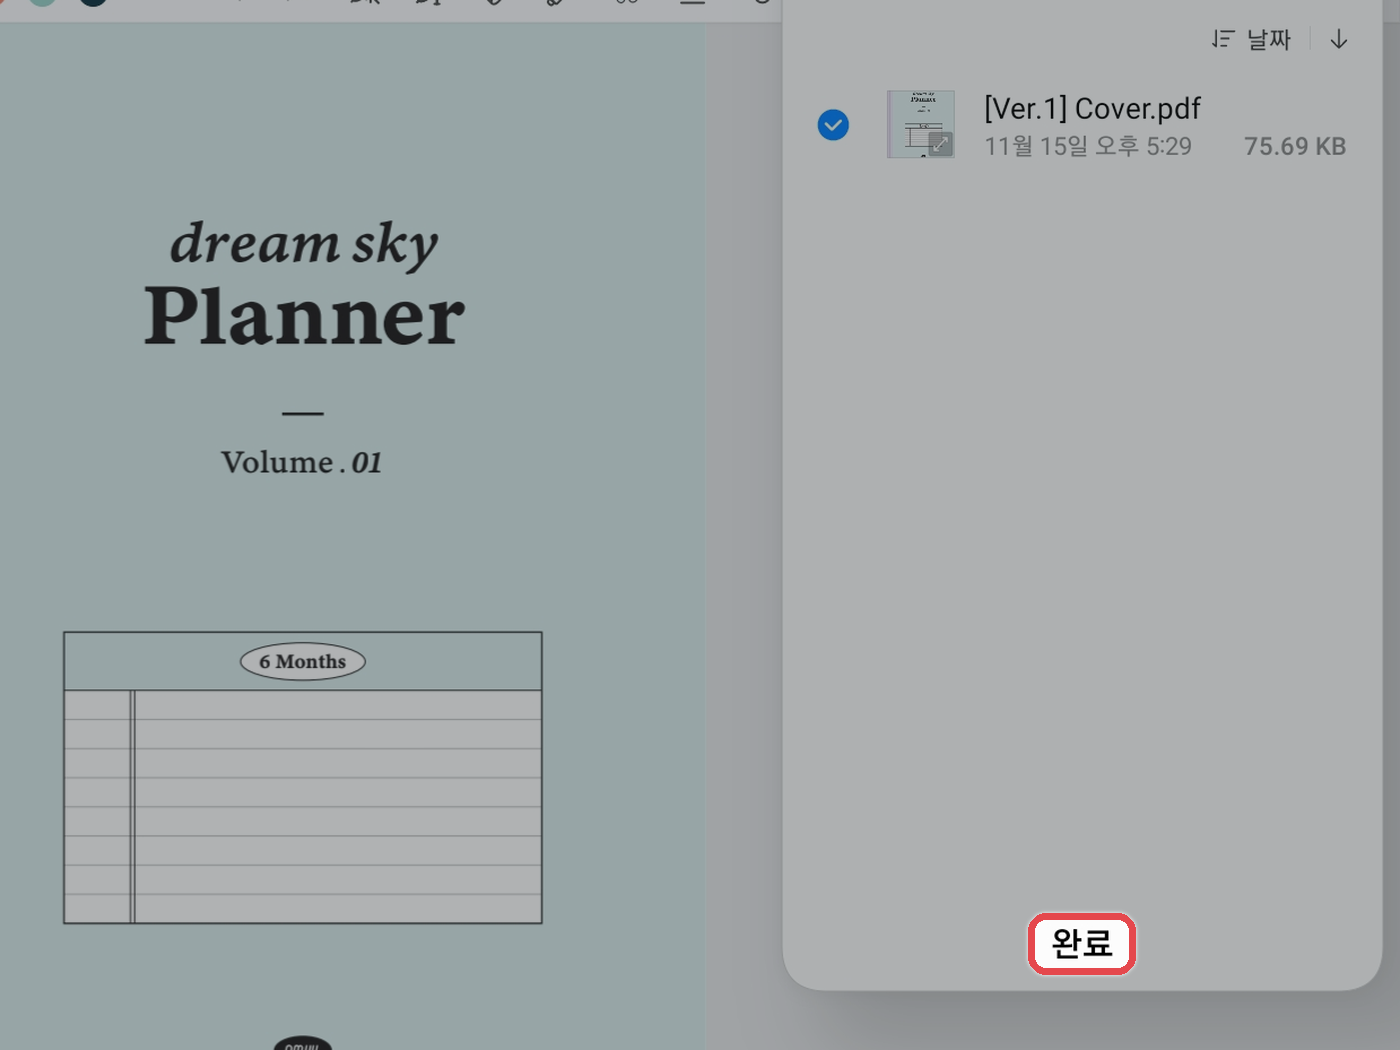 dream sky
Planner
Volume . 01
6 Months
날짜
[Ver.1] Cover.pdf
11월 15일 오후 5:29 75.69 KB
완료